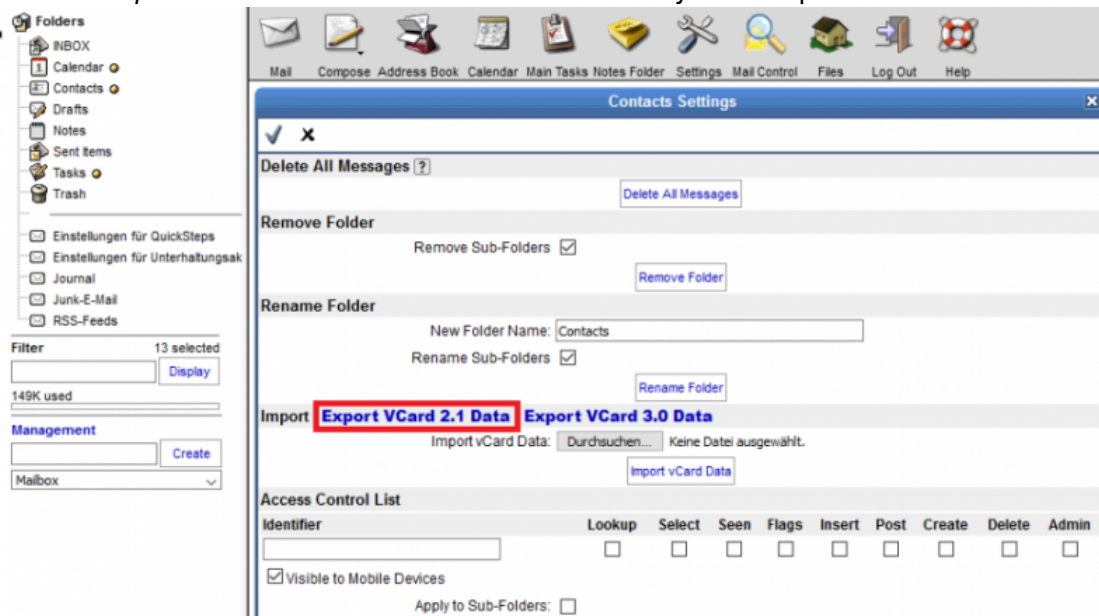 Folders
INBOX
Calendar
Contacts
Drafts
Notes
Sent Items
Tasks
Trash
Einstellungen für QuickSteps
Einstellungen für Unterhaltungsak
Journal
Junk-E-Mail
RSS-Feeds
Filter 13 selected
Display
149K used
Management
Create
Mailbox
Mail Compose Address Book Calendar Main Tasks Notes Folder Settings Mail Control Files Log Out Help
Contacts Settings
Delete All Messages ?
Delete All Messages
Remove Folder
Remove Sub-Folders
Remove Folder
Rename Folder
New Folder Name: Contacts
Rename Sub-Folders
Rename Folder
Import Export VCard 2.1 Data Export VCard 3.0 Data
Import vCard Data: Durchsuchen... Keine Datei ausgewählt.
Import vCard Data
Access Control List
Identifier Lookup Select Seen Flags Insert Post Create Delete Admin
Visible to Mobile Devices
Apply to Sub-Folders: